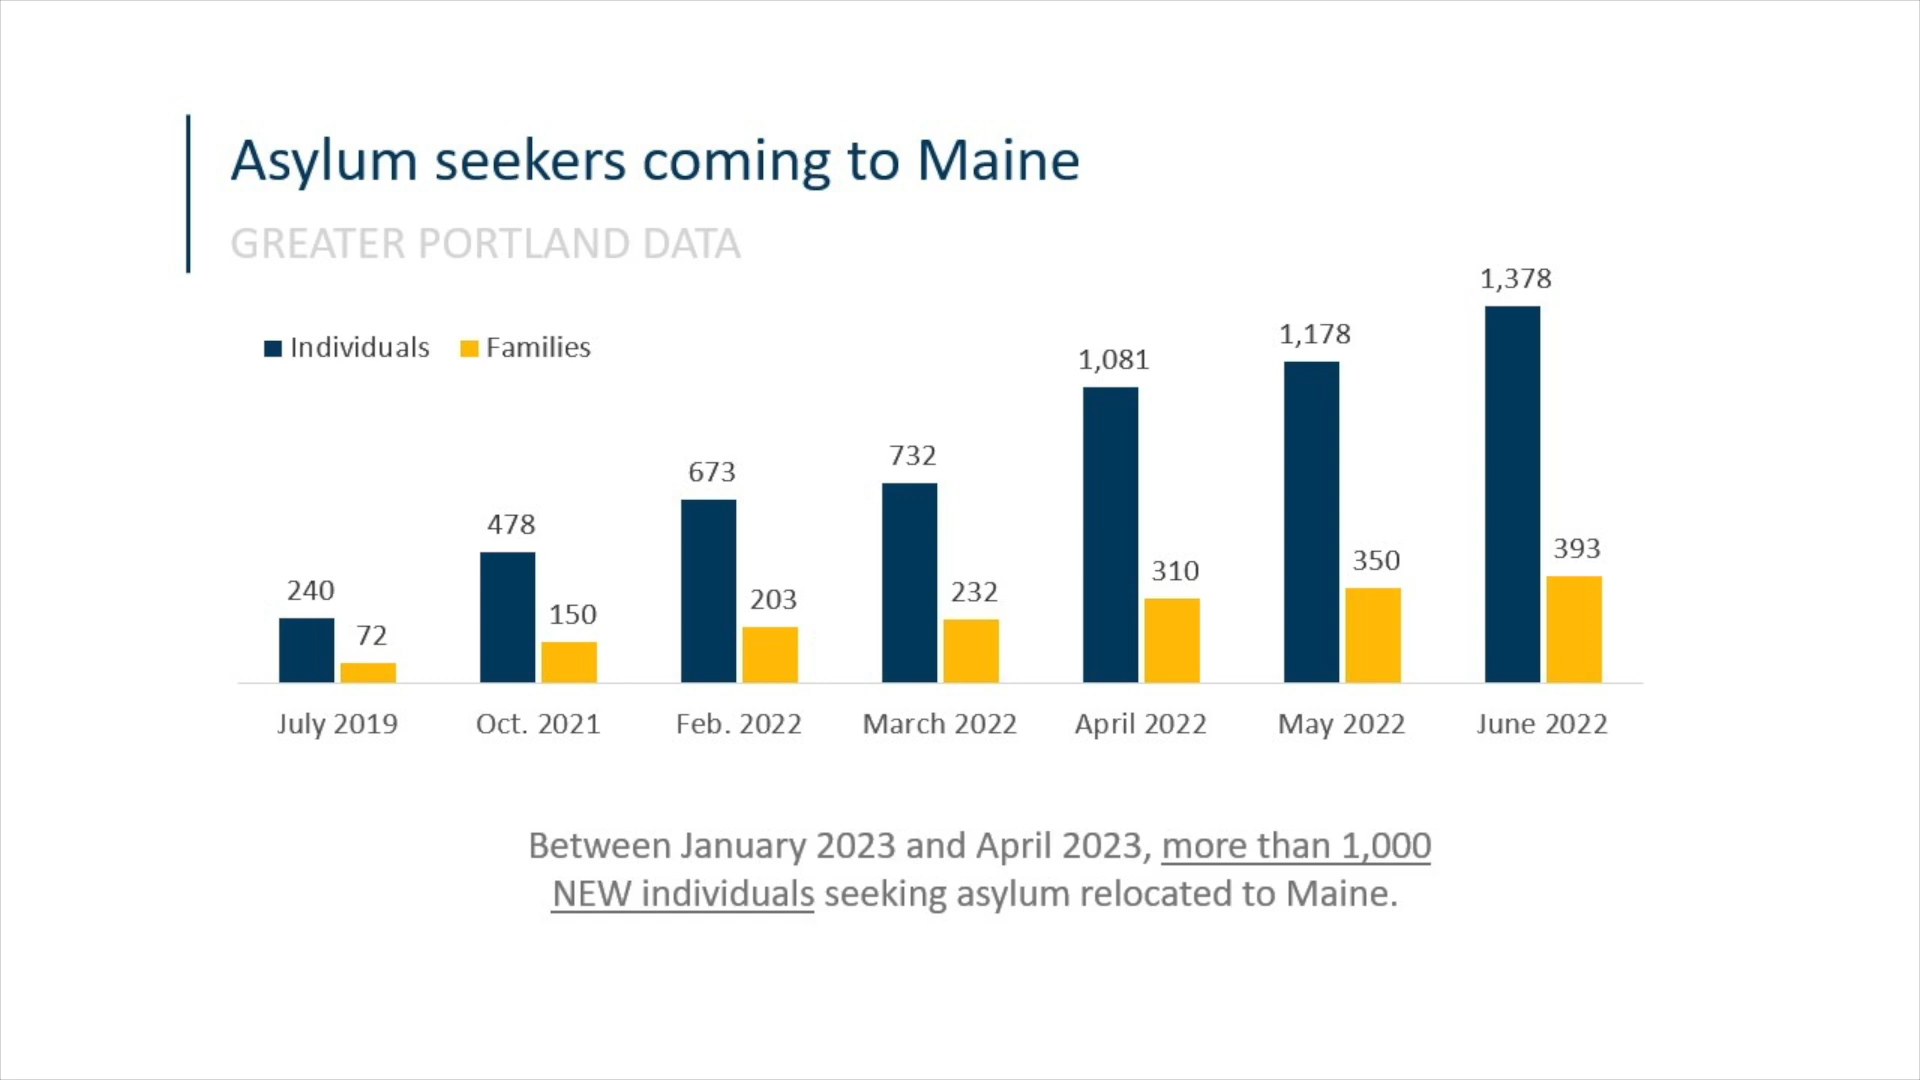 Asylum seekers coming to Maine
GREATER PORTLAND DATA
Individuals Families
240 72
478 150
673 203
732 232
1,081 310
1,178 350
1,378 393
July 2019 Oct. 2021 Feb. 2022 March 2022 April 2022 May 2022 June 2022
Between January 2023 and April 2023, more than 1,000
NEW individuals seeking asylum relocated to Maine.